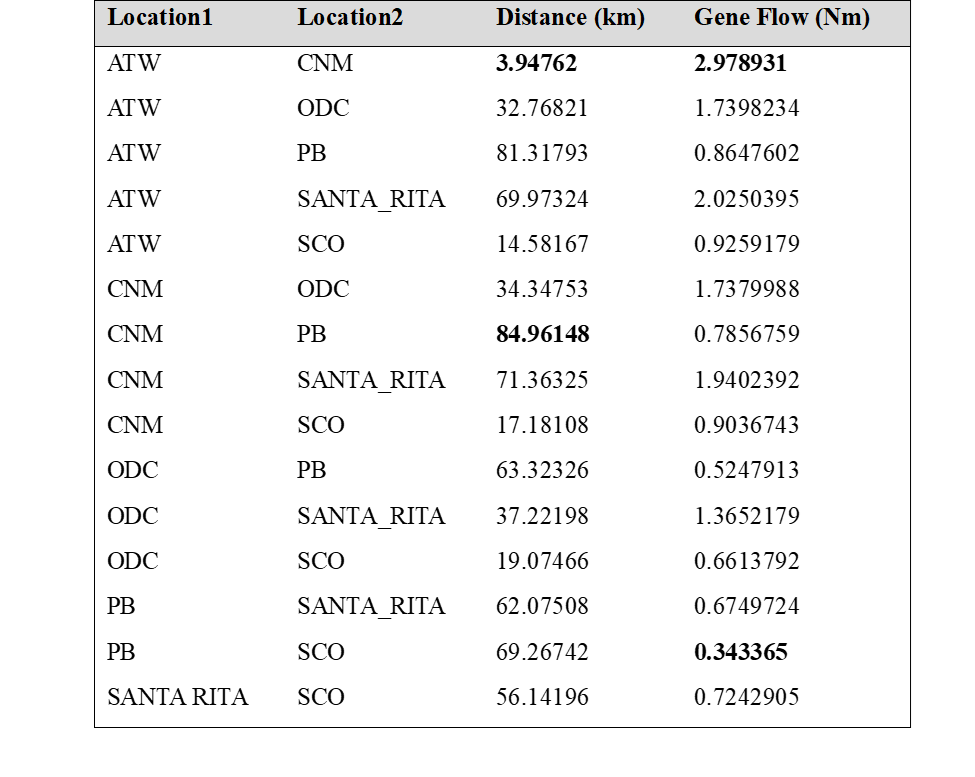 Location1 Location2 Distance (km) Gene Flow (Nm)
ATW CNM 3.94762 2.978931
ATW ODC 32.76821 1.7398234
ATW PB 81.31793 0.8647602
ATW SANTA_RITA 69.97324 2.0250395
ATW SCO 14.58167 0.9259179
CNM ODC 34.34753 1.7379988
CNM PB 84.96148 0.7856759
CNM SANTA_RITA 71.36325 1.9402392
CNM SCO 17.18108 0.9036743
ODC PB 63.32326 0.5247913
ODC SANTA_RITA 37.22198 1.3652179
ODC SCO 19.07466 0.6613792
PB SANTA_RITA 62.07508 0.6749724
PB SCO 69.26742 0.343365
SANTA RITA SCO 56.14196 0.7242905